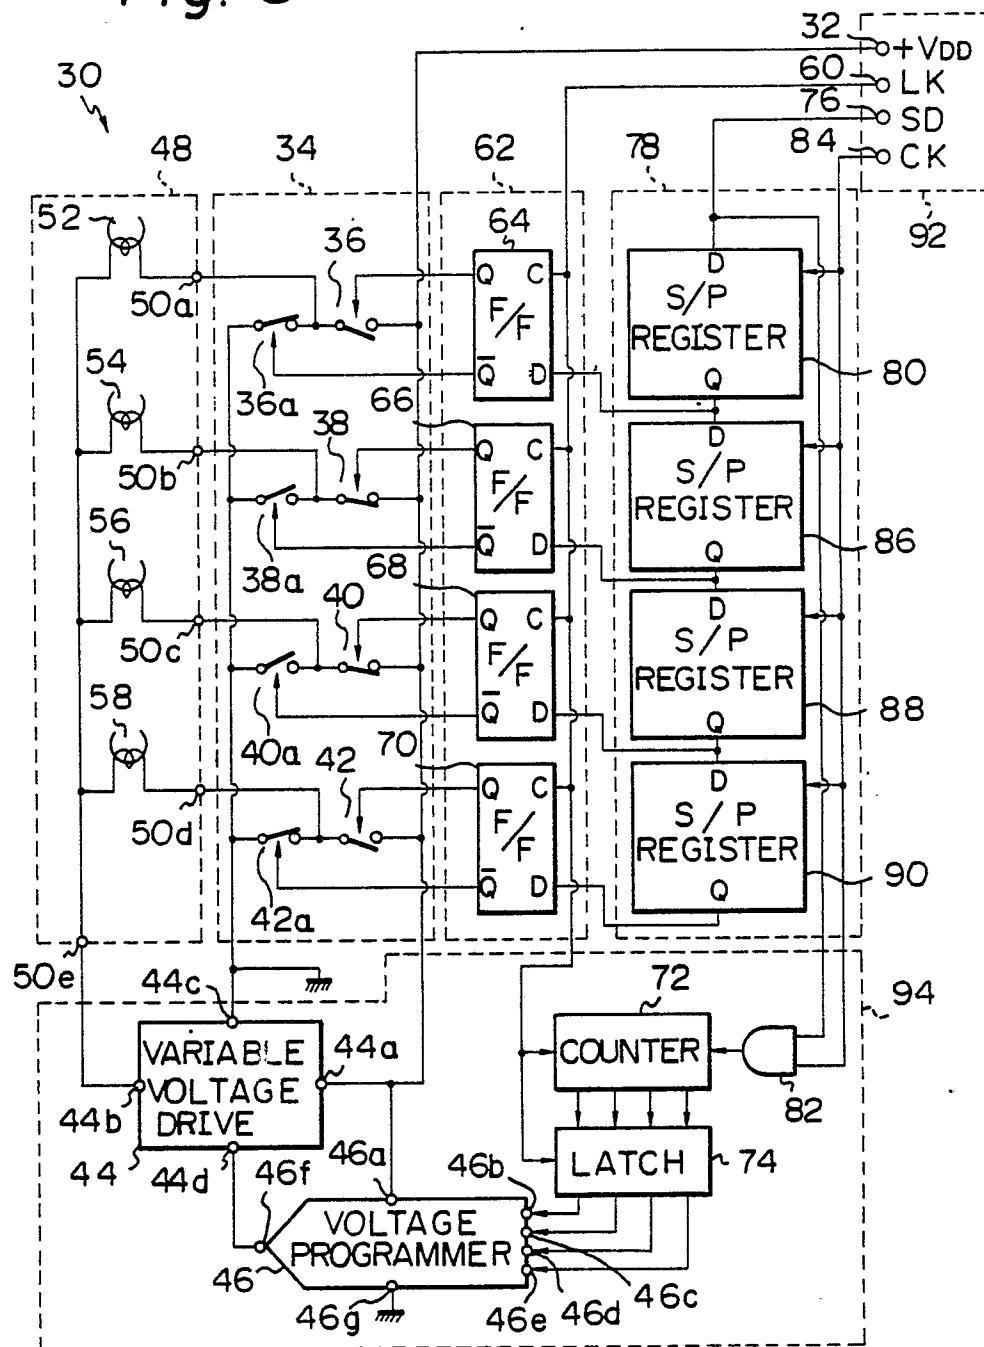 32
+VDD
60
LK
76
SD
84
CK
92
30
48
34
62
78
52
36
64
Q C
F/F
Q̅ D
50a
36a
D
S/P
REGISTER
Q
80
54
38
66
Q C
F/F
Q̅ D
50b
38a
D
S/P
REGISTER
Q
86
56
40
68
Q C
F/F
Q̅ D
50c
40a
D
S/P
REGISTER
Q
88
58
42
70
Q C
F/F
Q̅ D
50d
42a
D
S/P
REGISTER
Q
90
50e
44c
72
94
VARIABLE
VOLTAGE
DRIVE
44a
COUNTER
82
44b
44
44d
46f
46a
46b
LATCH
74
VOLTAGE
PROGRAMMER
46
46g
46e
46d
46c